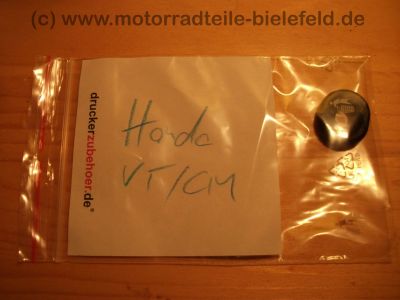 (c) www.motorradteile-bielefeld.de
druckerzubehoer.de®
Honda
VT/CM